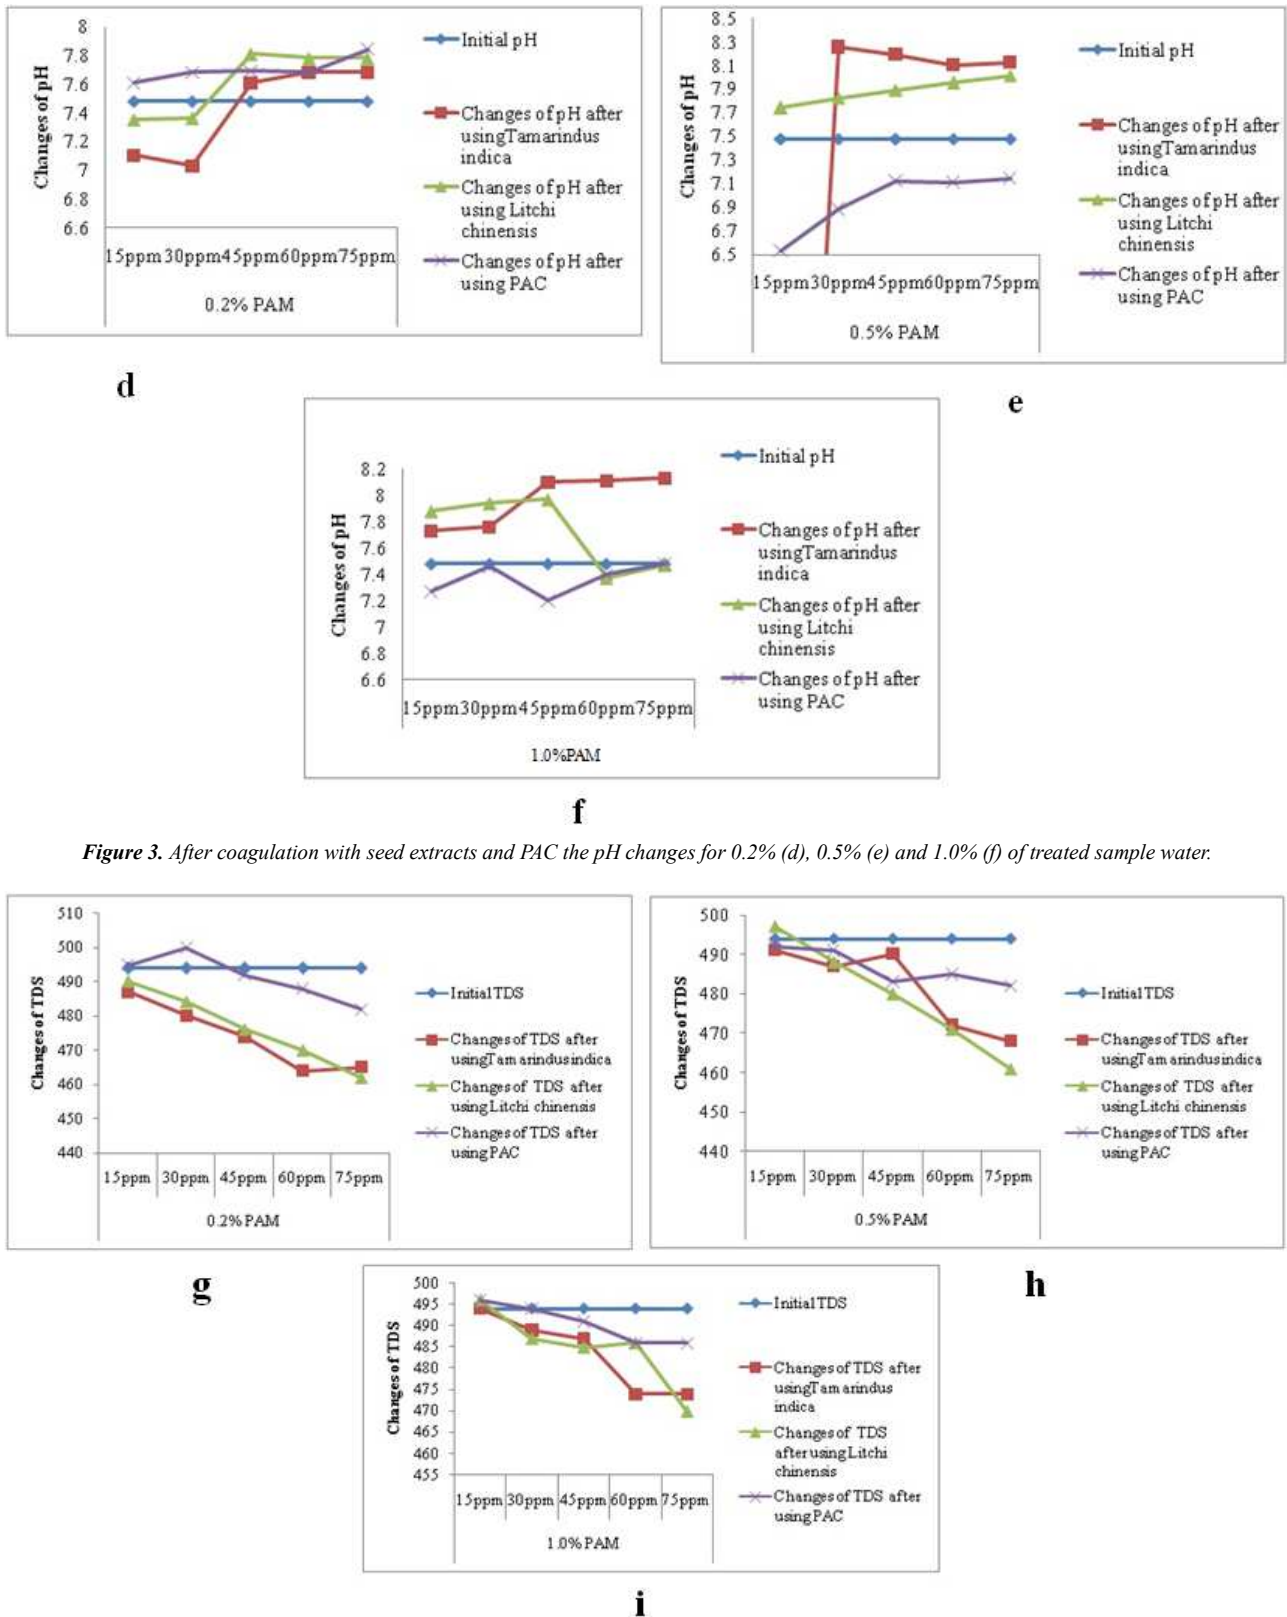 8
7.8
7.6
7.4
7.2
7
6.8
6.6
Changes of pH
15ppm 30ppm 45ppm 60ppm 75ppm
0.2% PAM
Initial pH
Changes of pH after
usingTamarindus
indica
Changes of pH after
using Litchi
chinensis
Changes of pH after
using PAC
d
8.5
8.3
8.1
7.9
7.7
7.5
7.3
7.1
6.9
6.7
6.5
Changes of pH
15ppm 30ppm 45ppm 60ppm 75ppm
0.5% PAM
Initial pH
Changes of pH after
usingTamarindus
indica
Changes of pH after
using Litchi
chinensis
Changes of pH after
using PAC
e
8.2
8
7.8
7.6
7.4
7.2
7
6.8
6.6
Changes of pH
15ppm 30ppm 45ppm 60ppm 75ppm
1.0%PAM
Initial pH
Changes of pH after
usingTamarindus
indica
Changes of pH after
using Litchi
chinensis
Changes of pH after
using PAC
f
Figure 3. After coagulation with seed extracts and PAC the pH changes for 0.2% (d), 0.5% (e) and 1.0% (f) of treated sample water.
510
500
490
480
470
460
450
440
Changes of TDS
15ppm 30ppm 45ppm 60ppm 75ppm
0.2% PAM
Initial TDS
Changes of TDS after
using Tamarindus indica
Changes of TDS after
using Litchi chinensis
Changes of TDS after
using PAC
g
500
490
480
470
460
450
440
Changes of TDS
15ppm 30ppm 45ppm 60ppm 75ppm
0.5% PAM
Initial TDS
Changes of TDS after
using Tamarindus indica
Changes of TDS after
using Litchi chinensis
Changes of TDS after
using PAC
h
500
495
490
485
480
475
470
465
460
455
Changes of TDS
15ppm 30ppm 45ppm 60ppm 75ppm
1.0% PAM
Initial TDS
Changes of TDS after
using Tamarindus
indica
Changes of TDS
after using Litchi
chinensis
Changes of TDS after
using PAC
i